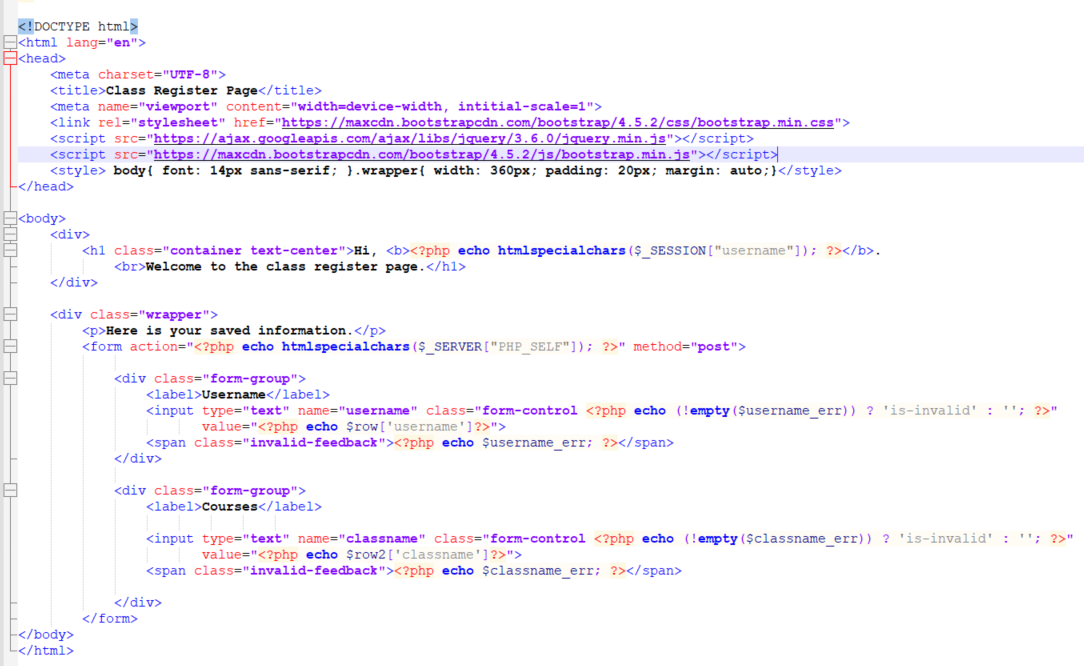 <!DOCTYPE html>
<html lang="en">
<head>
<meta charset="UTF-8">
<title>Class Register Page</title>
<meta name="viewport" content="width=device-width, intitial-scale=1">
<link rel="stylesheet" href="https://maxcdn.bootstrapcdn.com/bootstrap/4.5.2/css/bootstrap.min.css">
<script src="https://ajax.googleapis.com/ajax/libs/jquery/3.6.0/jquery.min.js"></script>
<script src="https://maxcdn.bootstrapcdn.com/bootstrap/4.5.2/js/bootstrap.min.js"></script>
<style> body{ font: 14px sans-serif; }.wrapper{ width: 360px; padding: 20px; margin: auto;}</style>
</head>
<body>
<div>
<h1 class="container text-center">Hi, <b><?php echo htmlspecialchars($_SESSION["username"]); ?></b>.
<br>Welcome to the class register page.</h1>
</div>
<div class="wrapper">
<p>Here is your saved information.</p>
<form action="<?php echo htmlspecialchars($_SERVER["PHP_SELF"]); ?>" method="post">
<div class="form-group">
<label>Username</label>
<input type="text" name="username" class="form-control <?php echo (!empty($username_err)) ? 'is-invalid' : ''; ?>"
value="<?php echo $row['username']?>">
<span class="invalid-feedback"><?php echo $username_err; ?></span>
</div>
<div class="form-group">
<label>Courses</label>
<input type="text" name="classname" class="form-control <?php echo (!empty($classname_err)) ? 'is-invalid' : ''; ?>"
value="<?php echo $row2['classname']?>">
<span class="invalid-feedback"><?php echo $classname_err; ?></span>
</div>
</form>
</body>
</html>